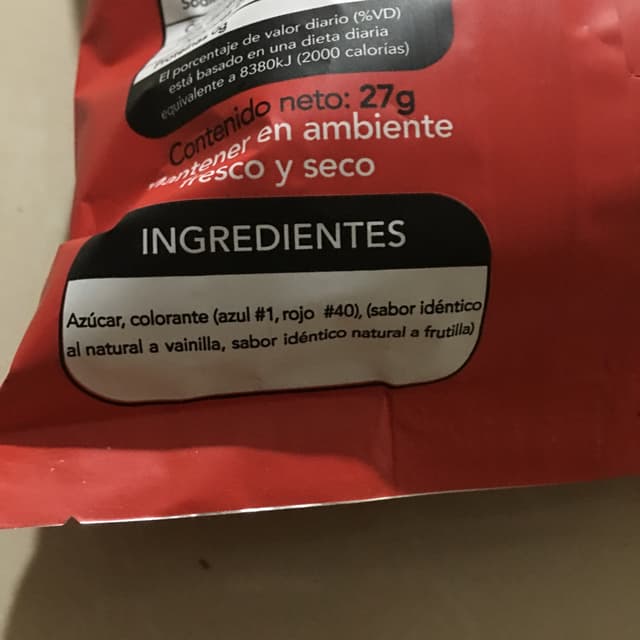 El porcentaje de valor diario (%VD)
está basado en una dieta diaria
equivalente a 8380kJ (2000 calorías)
Contenido neto: 27g
Mantener en ambiente
fresco y seco
INGREDIENTES
Azúcar, colorante (azul #1, rojo #40), (sabor idéntico
al natural a vainilla, sabor idéntico natural a frutilla)